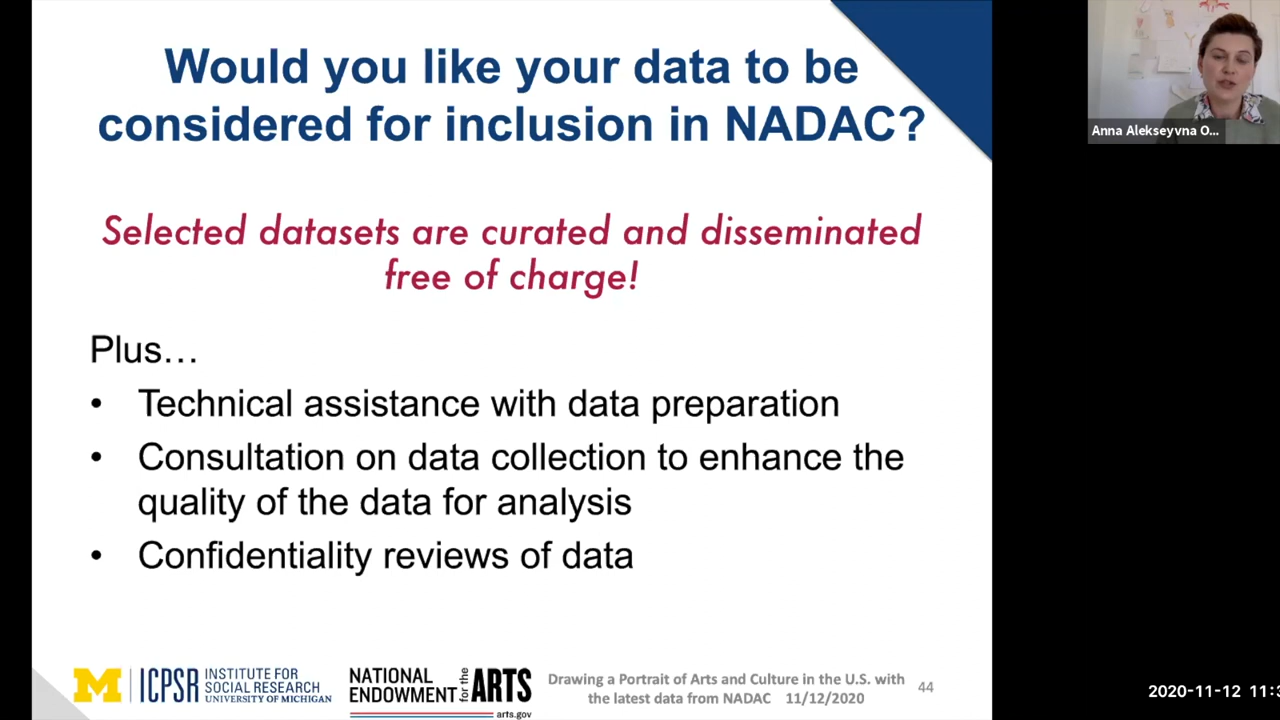 Would you like your data to be
considered for inclusion in NADAC?
Selected datasets are curated and disseminated
free of charge!
Plus…
• Technical assistance with data preparation
• Consultation on data collection to enhance the
quality of the data for analysis
• Confidentiality reviews of data
M ICPSR INSTITUTE FOR
SOCIAL RESEARCH
UNIVERSITY OF MICHIGAN
NATIONAL
ENDOWMENT for the ARTS
arts.gov
Drawing a Portrait of Arts and Culture in the U.S. with
the latest data from NADAC 11/12/2020
44
Anna Alekseyvna O...
2020-11-12 11:3